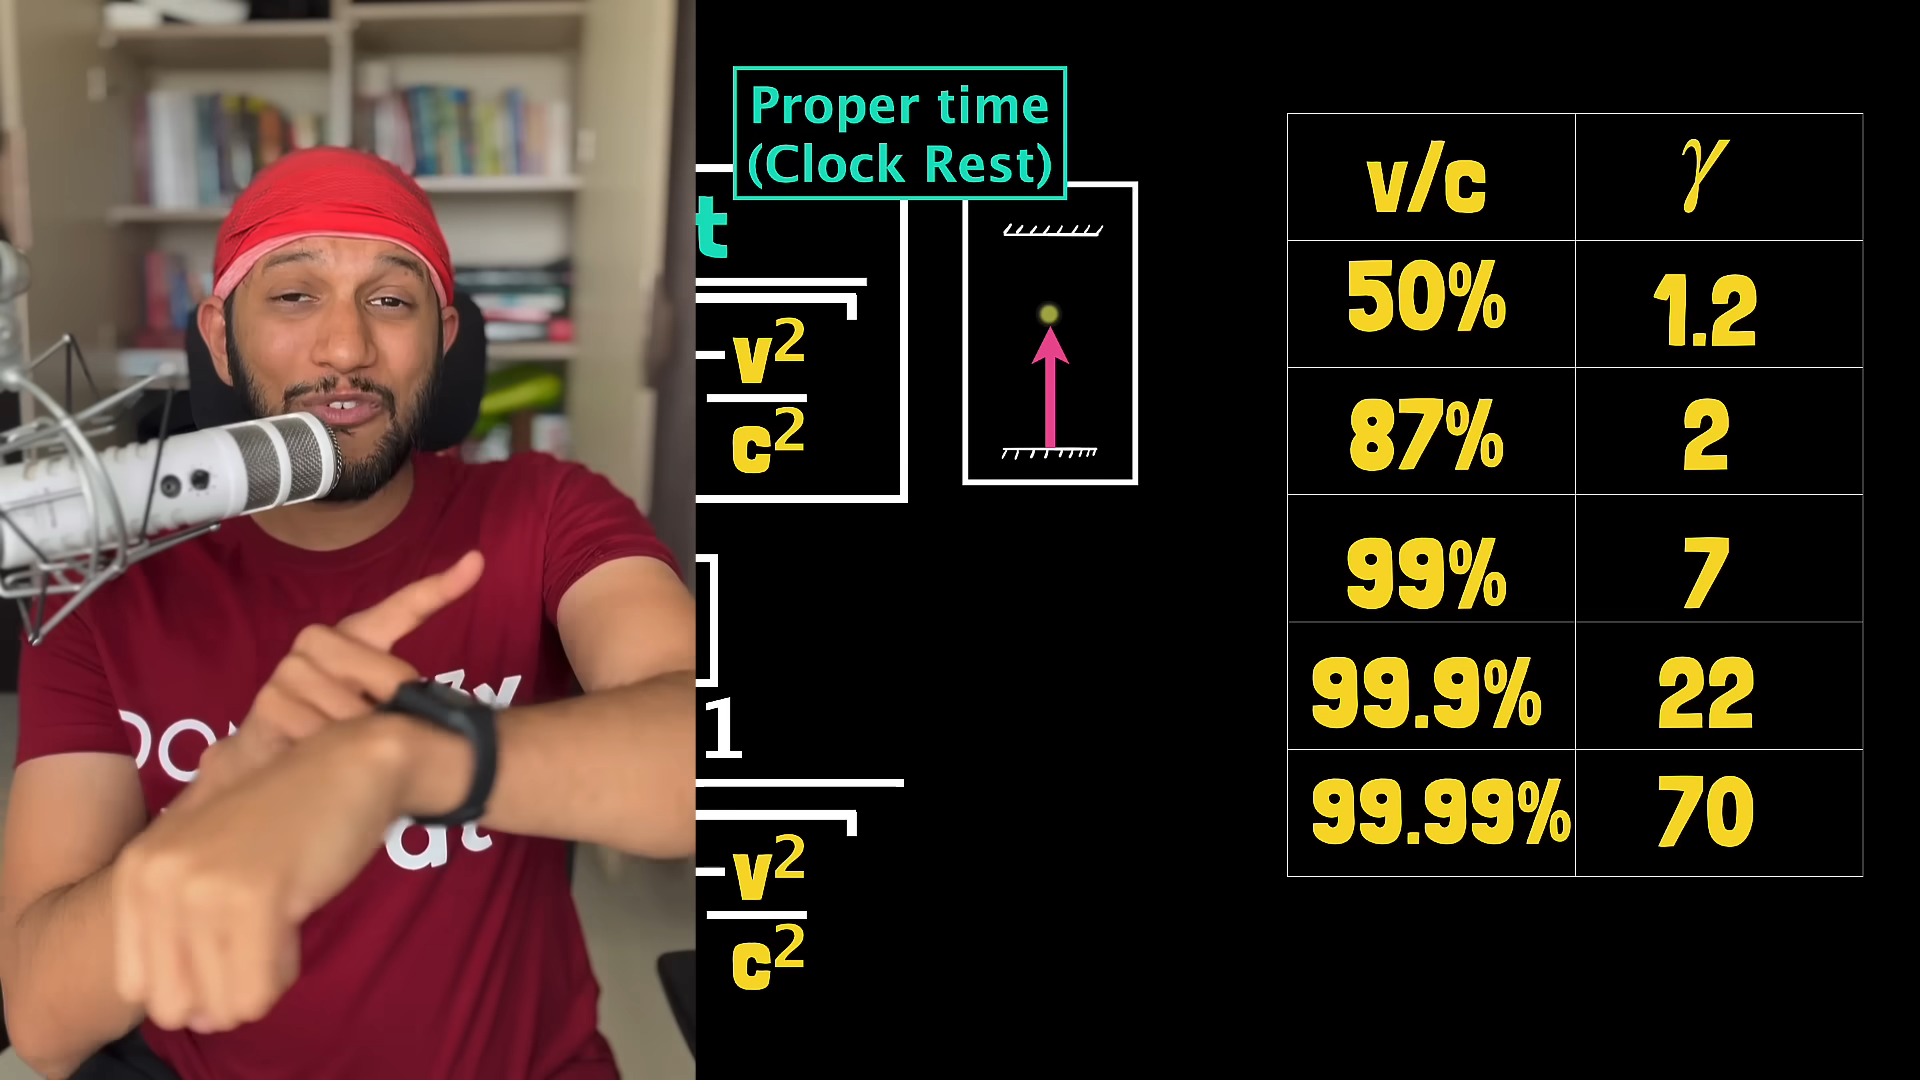 Proper time
(Clock Rest)
t
v²
c²
1
v²
c²
v/c γ
50% 1.2
87% 2
99% 7
99.9% 22
99.99% 70